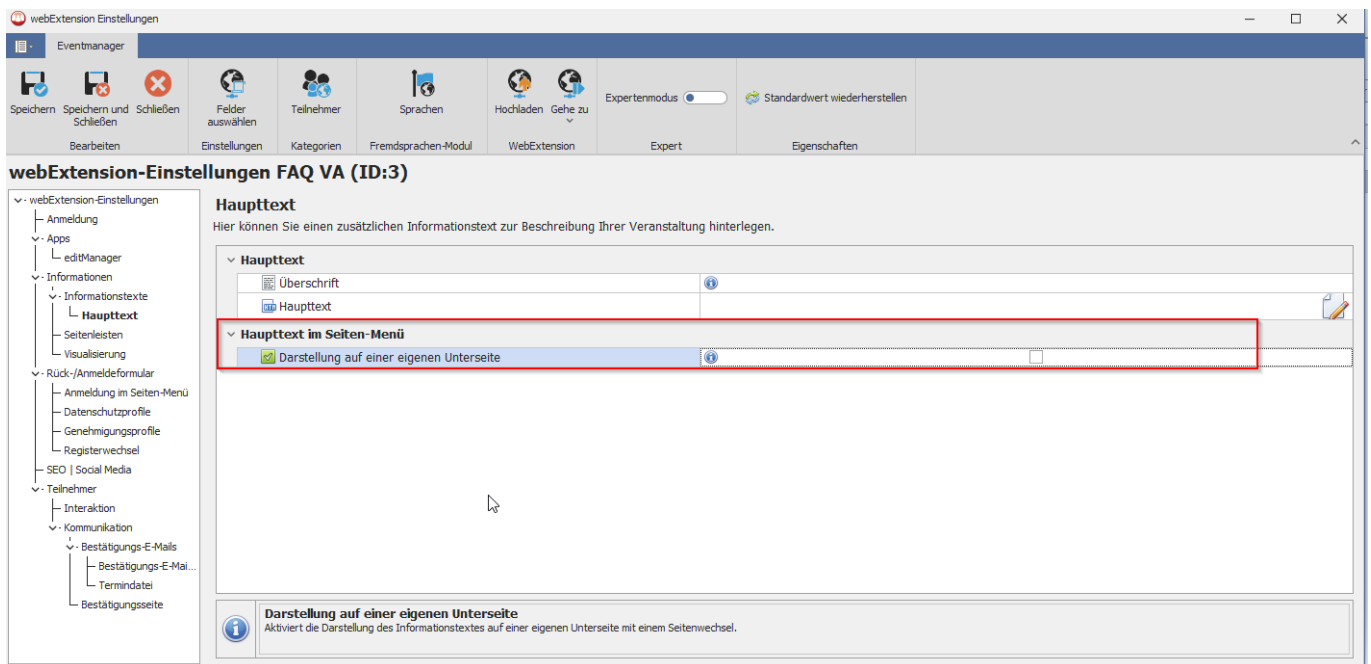 webExtension Einstellungen
Eventmanager
Speichern
Speichern und
Schließen
Schließen
Bearbeiten
Felder
auswählen
Einstellungen
Teilnehmer
Kategorien
Sprachen
Fremdsprachen-Modul
Hochladen
Gehe zu
WebExtension
Expertenmodus
Expert
Standardwert wiederherstellen
Eigenschaften
webExtension-Einstellungen FAQ VA (ID:3)
webExtension-Einstellungen
Anmeldung
Apps
editManager
Informationen
Informationstexte
Haupttext
Seitenleisten
Visualisierung
Rück-/Anmeldeformular
Anmeldung im Seiten-Menü
Datenschutzprofile
Genehmigungsprofile
Registerwechsel
SEO | Social Media
Teilnehmer
Interaktion
Kommunikation
Bestätigungs-E-Mails
Bestätigungs-E-Mai...
Termindatei
Bestätigungsseite
Haupttext
Hier können Sie einen zusätzlichen Informationstext zur Beschreibung Ihrer Veranstaltung hinterlegen.
Haupttext
Überschrift
Haupttext
Haupttext im Seiten-Menü
Darstellung auf einer eigenen Unterseite
Darstellung auf einer eigenen Unterseite
Aktiviert die Darstellung des Informationstextes auf einer eigenen Unterseite mit einem Seitenwechsel.